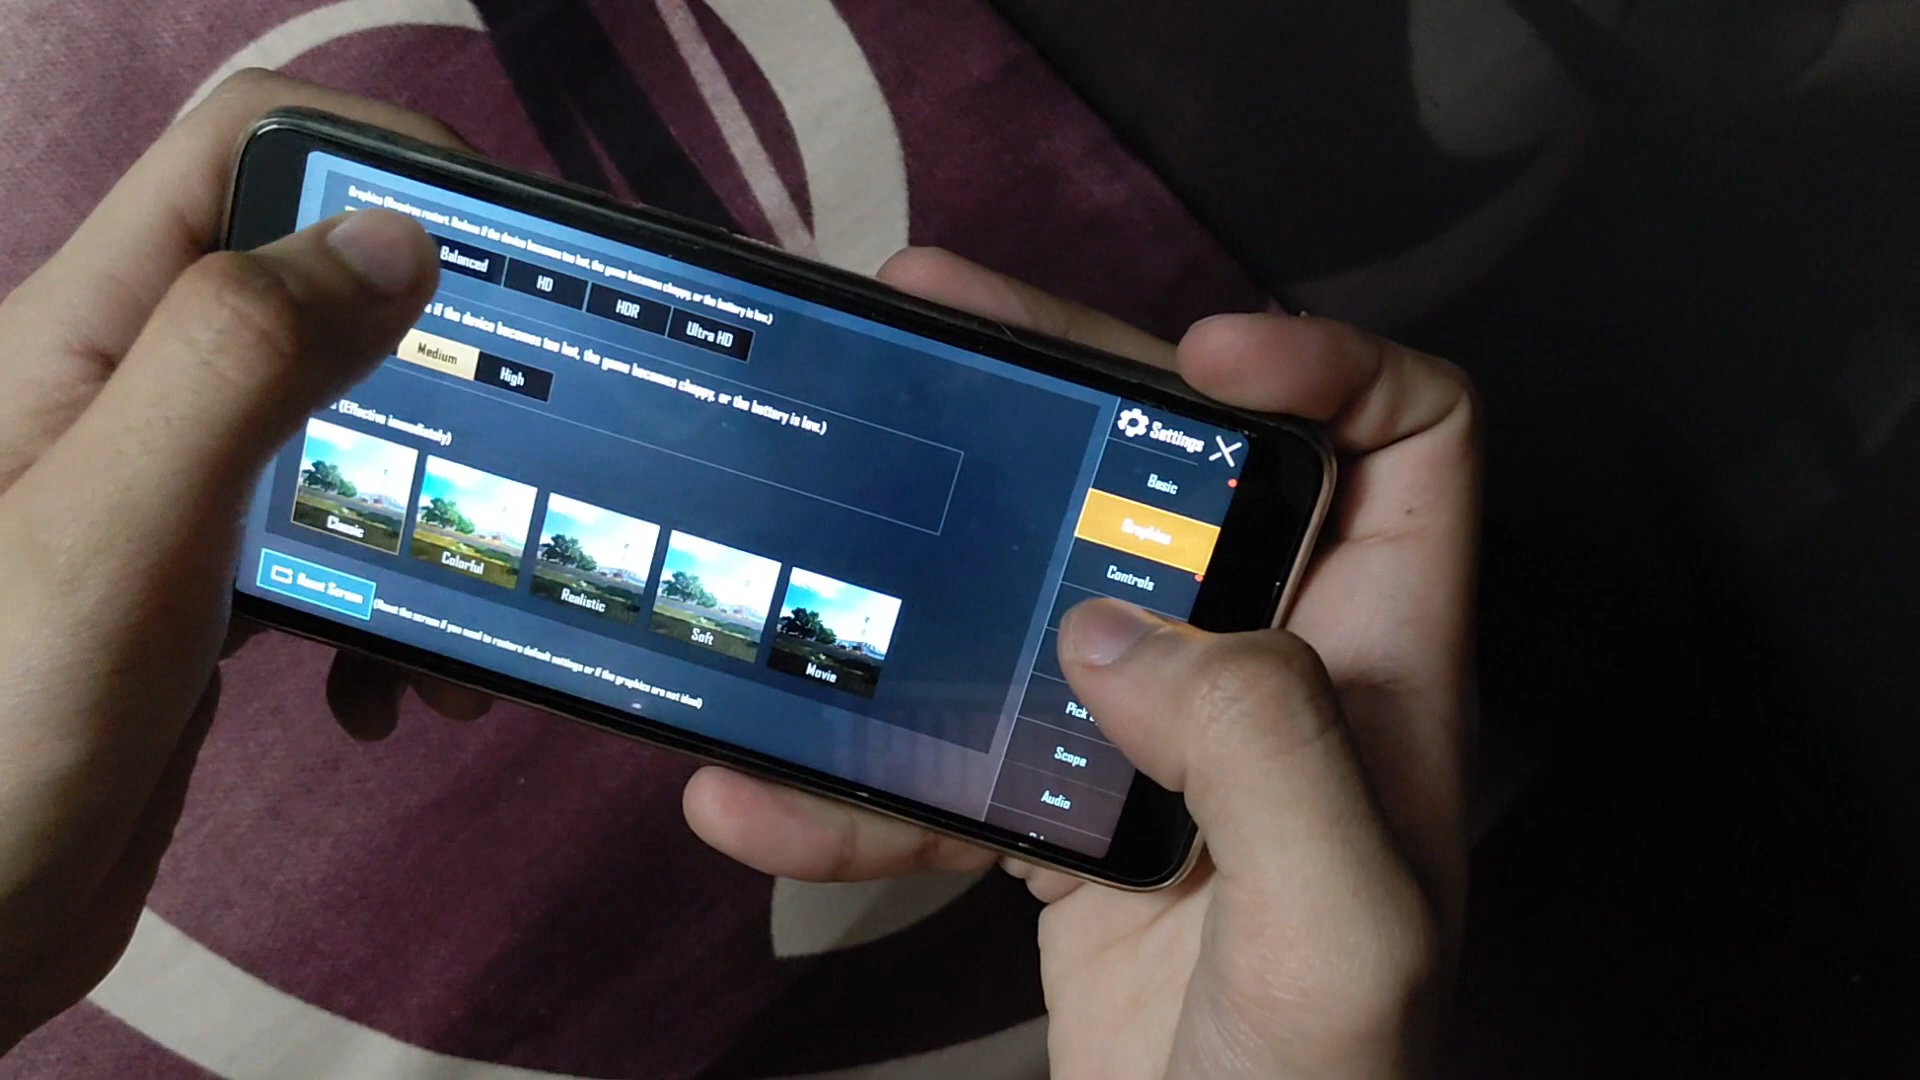 Graphics (Requires restart. Reduce if the device becomes too hot, the game becomes choppy, or the battery is low.)
Balanced
HD
HDR
Ultra HD
if the device becomes too hot, the game becomes choppy, or the battery is low.)
Medium
High
(Effective immediately)
Classic
Colorful
Realistic
Soft
Movie
Reset Screen
(Reset the screen if you need to restore default settings or if the graphics are not ideal)
Settings
Basic
Graphics
Controls
Pick
Scope
Audio